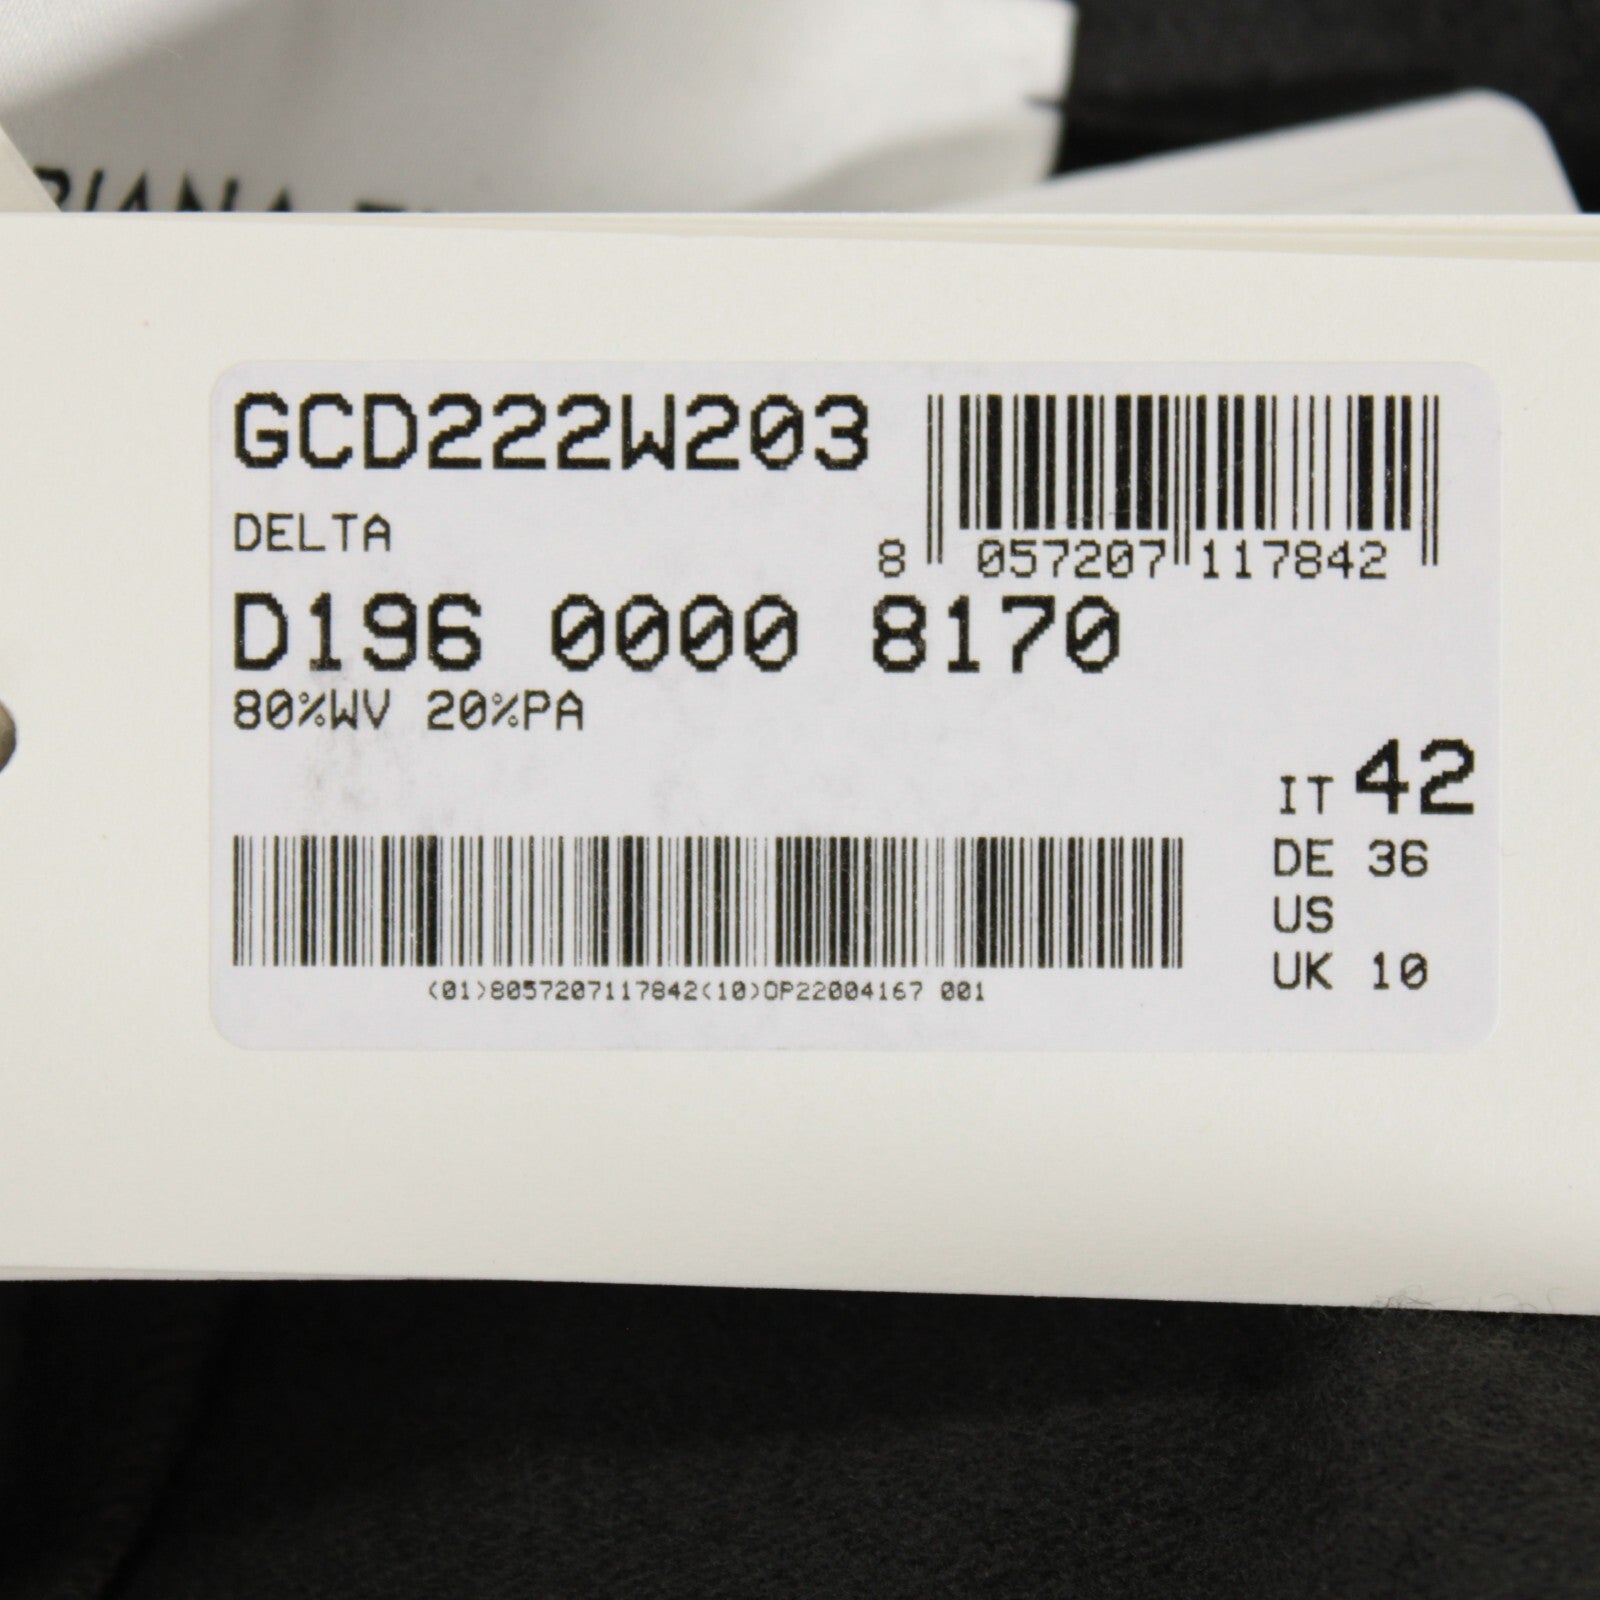 GCD222W203
DELTA
8 057207 117842
D196 0000 8170
80%WV 20%PA
IT 42
DE 36
US
UK 10
(01)8057207117842(10)OP22004167 001